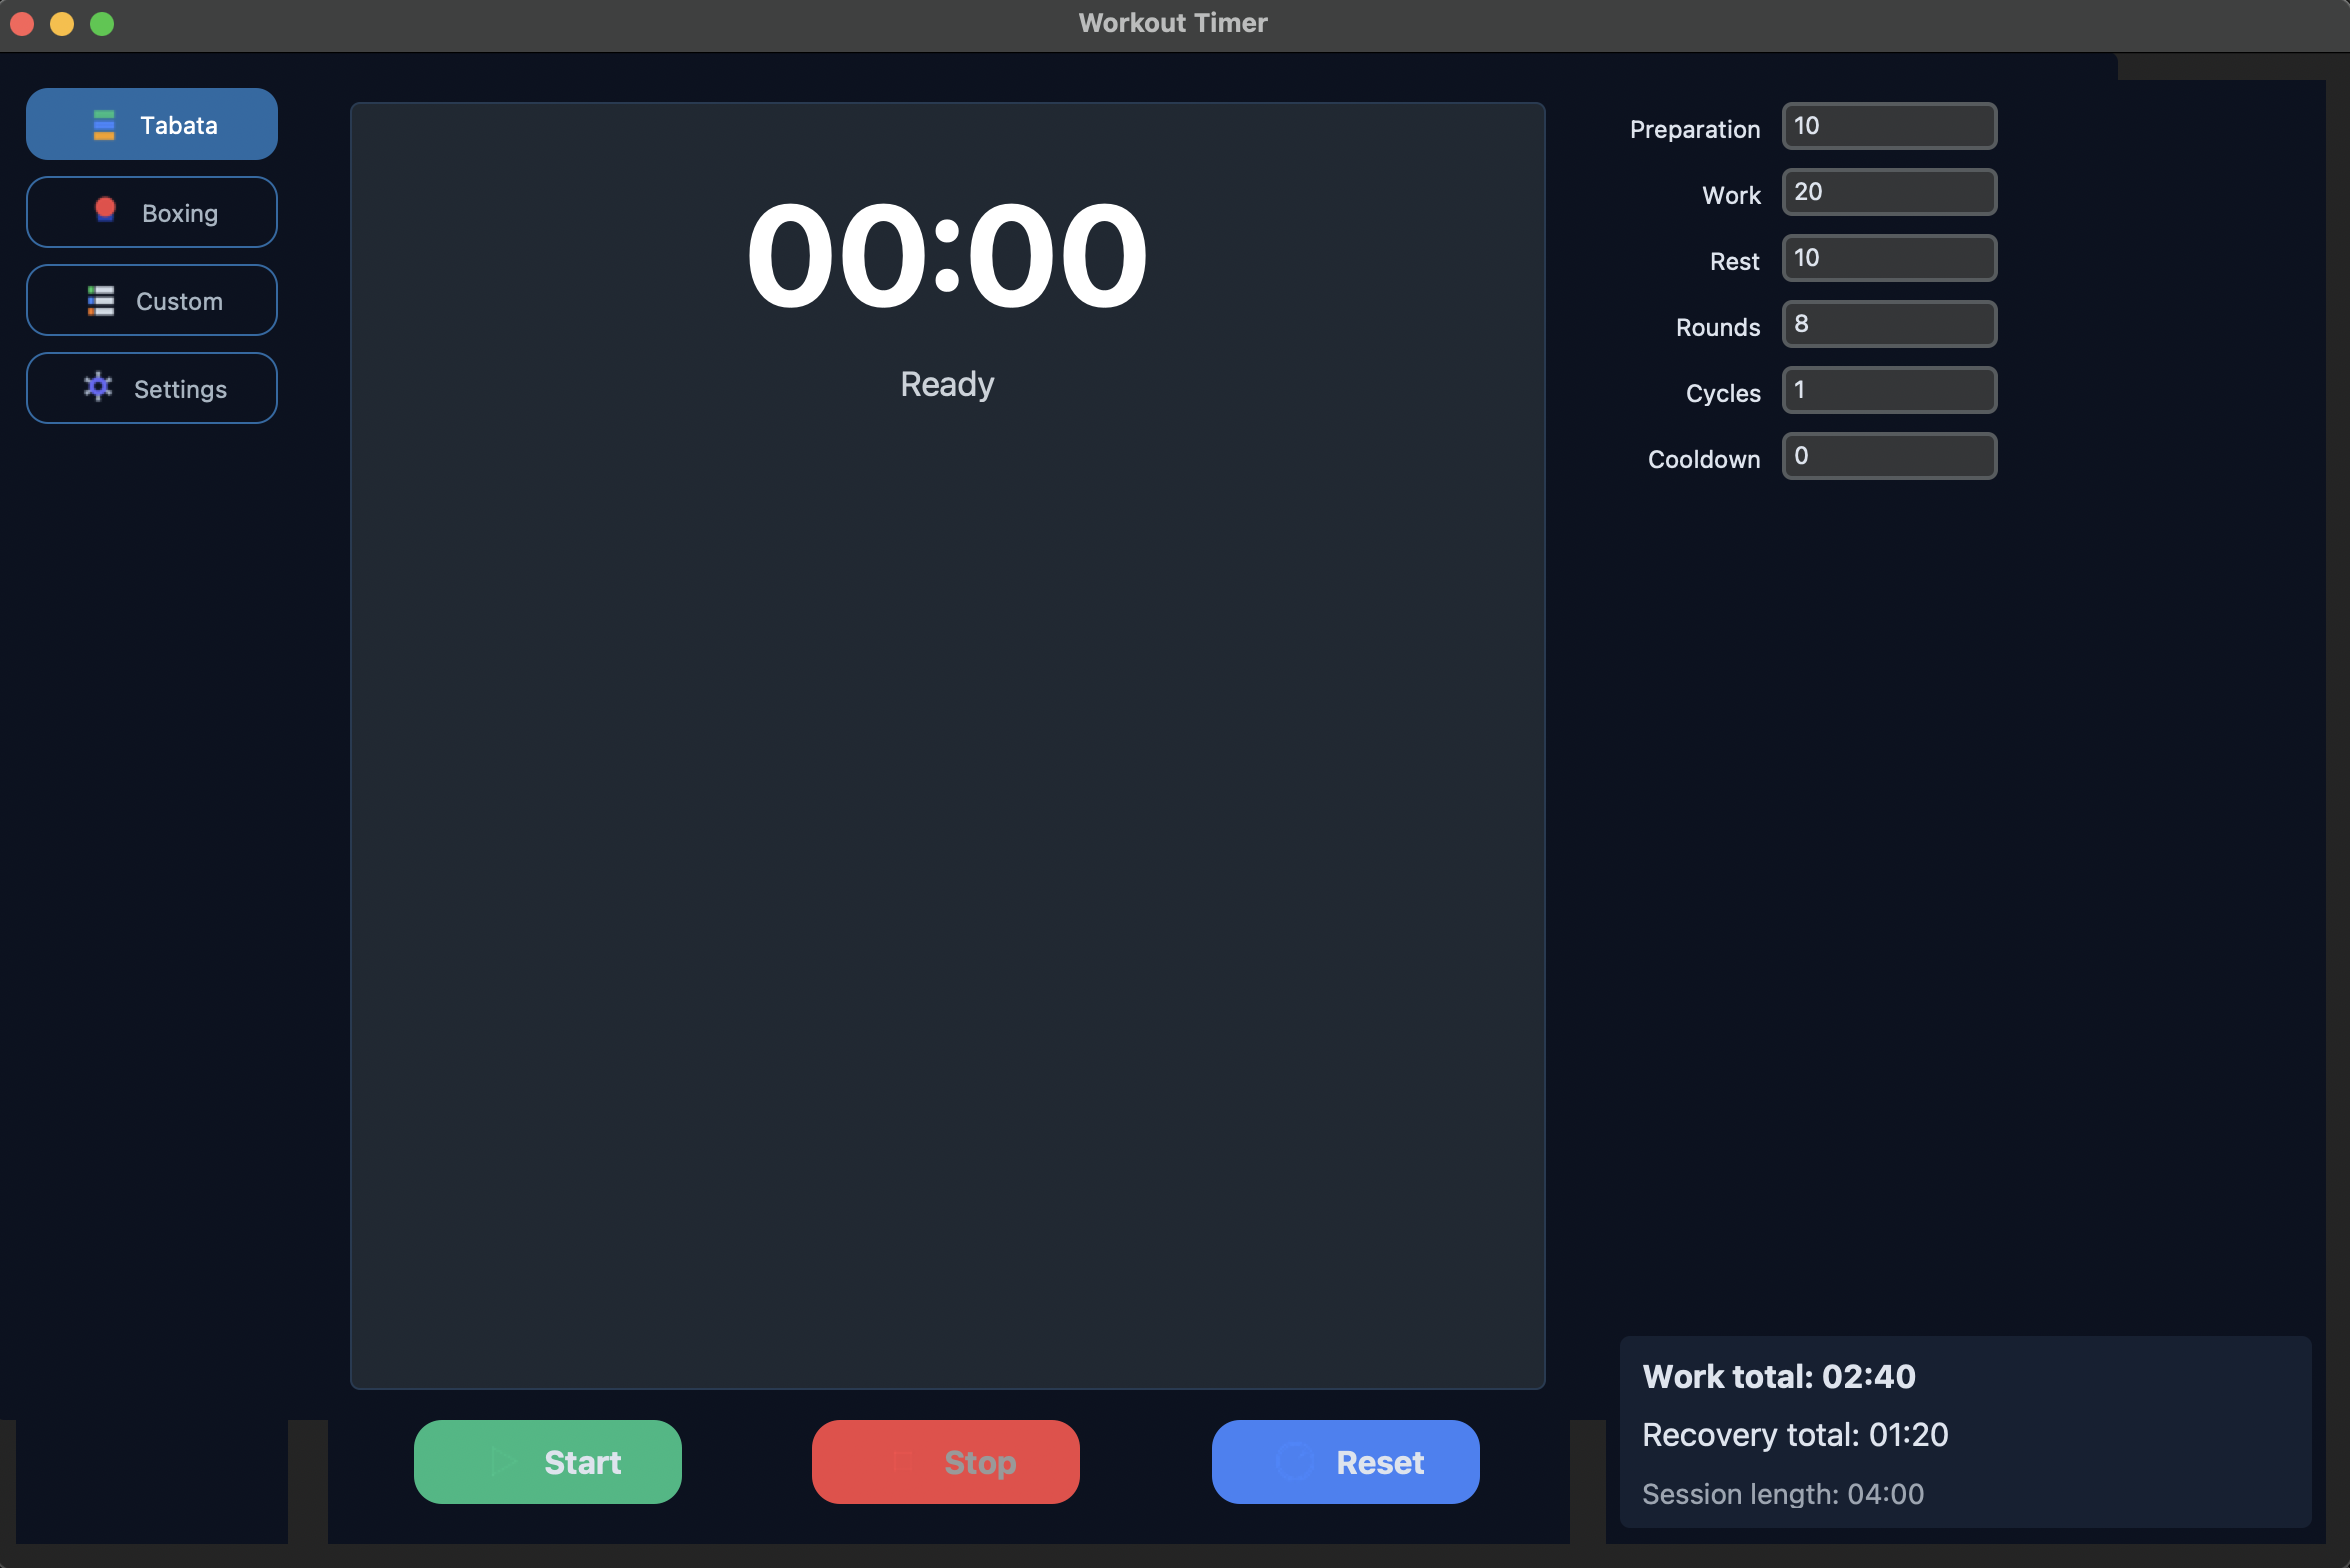 Workout Timer
Tabata
Boxing
Custom
Settings
00:00
Ready
Start
Stop
Reset
Preparation 10
Work 20
Rest 10
Rounds 8
Cycles 1
Cooldown 0
Work total: 02:40
Recovery total: 01:20
Session length: 04:00